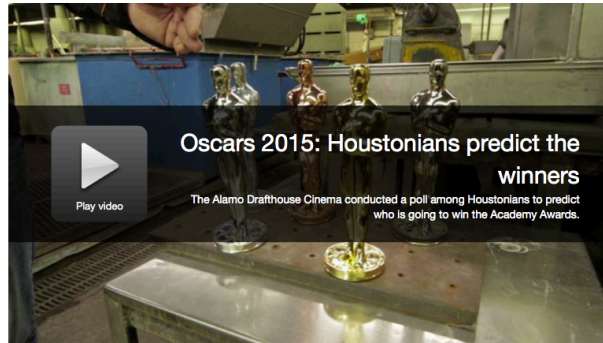 Oscars 2015: Houstonians predict the
winners
The Alamo Drafthouse Cinema conducted a poll among Houstonians to predict
who is going to win the Academy Awards.
Play video